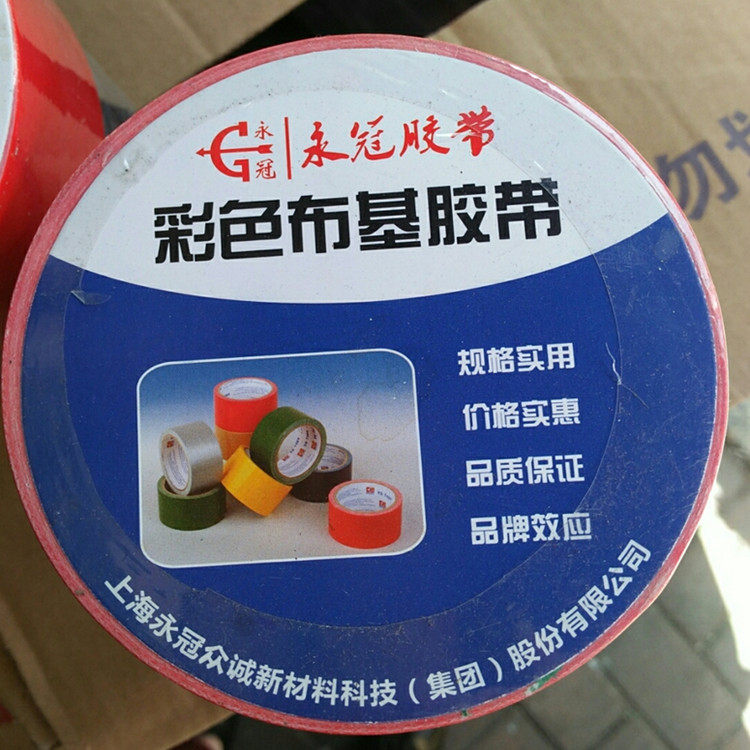 永冠
永冠胶带
彩色布基胶带
规格实用
价格实惠
品质保证
品牌效应
上海永冠众诚新材料科技（集团）股份有限公司
勿